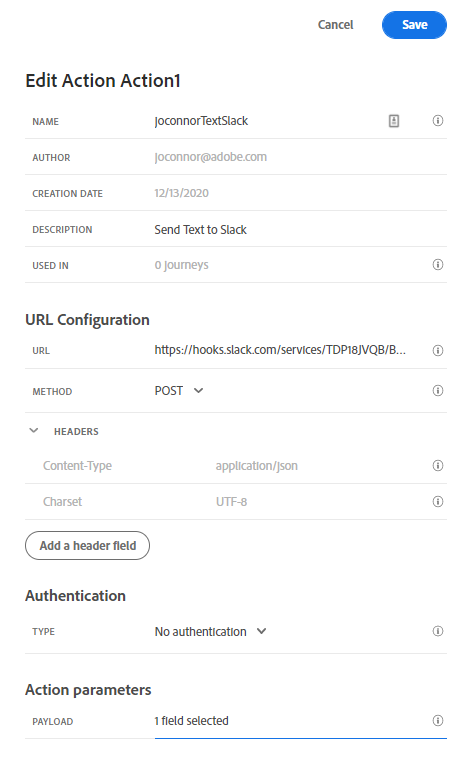 Cancel Save
Edit Action Action1
NAME joconnorTextSlack
AUTHOR joconnor@adobe.com
CREATION DATE 12/13/2020
DESCRIPTION Send Text to Slack
USED IN 0 journeys
URL Configuration
URL https://hooks.slack.com/services/TDP18JVQB/B...
METHOD POST
HEADERS
Content-Type application/json
Charset UTF-8
Add a header field
Authentication
TYPE No authentication
Action parameters
PAYLOAD 1 field selected